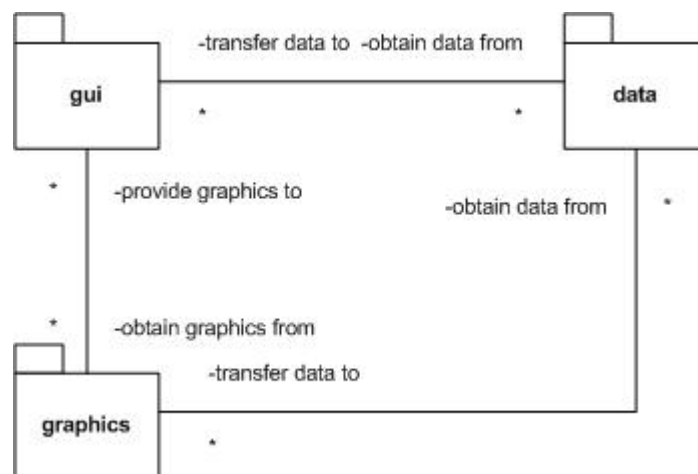 -transfer data to -obtain data from
gui
data
*
*
*
-provide graphics to
-obtain data from
*
*
-obtain graphics from
-transfer data to
graphics
*